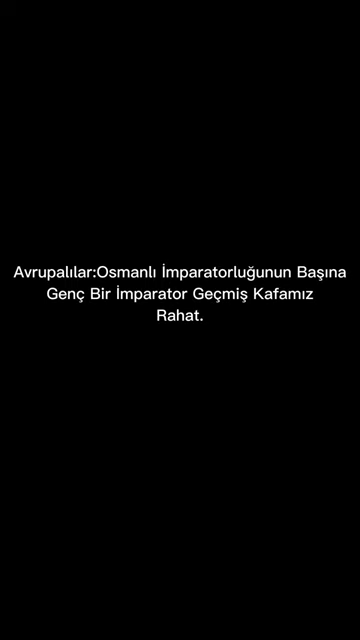 Avrupalılar:Osmanlı İmparatorluğunun Başına
Genç Bir İmparator Geçmiş Kafamız
Rahat.